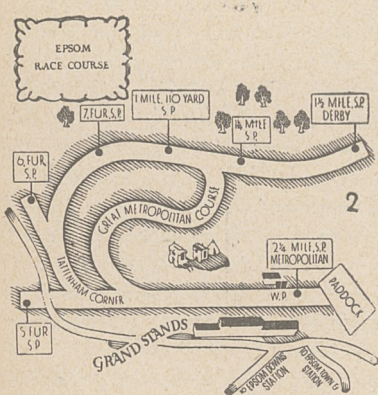 EPSOM
RACE COURSE
1 MILE, 110 YARD
S P
7, FUR, S, P,
1¼ MILE
S P.
1½ MILE, S.P.
DERBY
6, FUR
S.P.
2
GREAT METROPOLITAN COURSE
2¼ MILE, S.P.
METROPOLITAN
TATTENHAM CORNER
W.P.
PADDOCK
5 FUR
S P
GRAND STANDS
TO EPSOM DOWNS
STATION
TO EPSOM TOWN &
STATION